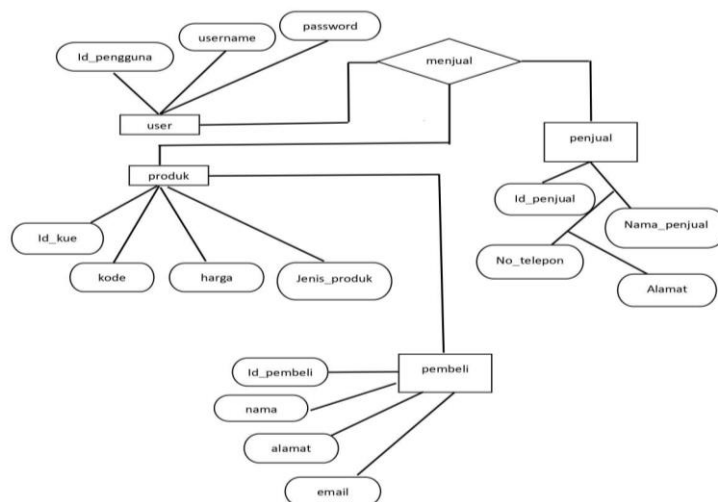 password
username
Id_pengguna
menjual
user
penjual
produk
Id_penjual
Nama_penjual
Id_kue
No_telepon
kode
harga
Jenis_produk
Alamat
Id_pembeli
pembeli
nama
alamat
email